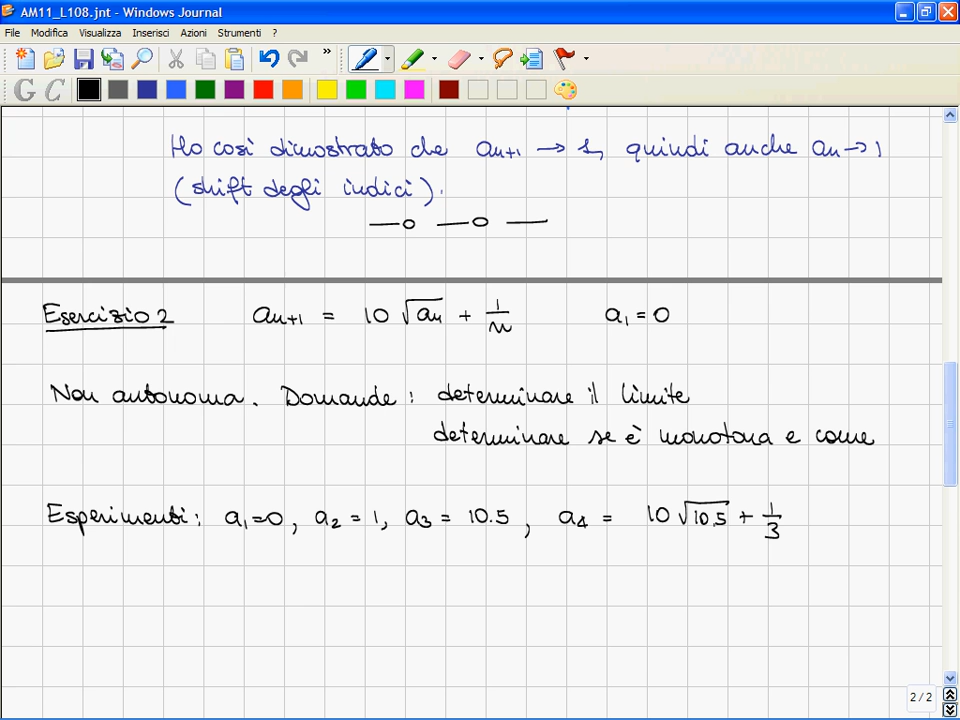 AM11_L108.jnt - Windows Journal
File Modifica Visualizza Inserisci Azioni Strumenti ?
Ho così dimostrato che an+1 → 1, quindi anche an → 1
(shift degli indici).
Esercizio 2 an+1 = 10 √an + 1/n a1 = 0
Non autonoma. Domande: determinare il limite
determinare se è monotona e come
Esperimenti: a1=0, a2 = 1, a3 = 10.5, a4 = 10 √10.5 + 1/3
2 / 2